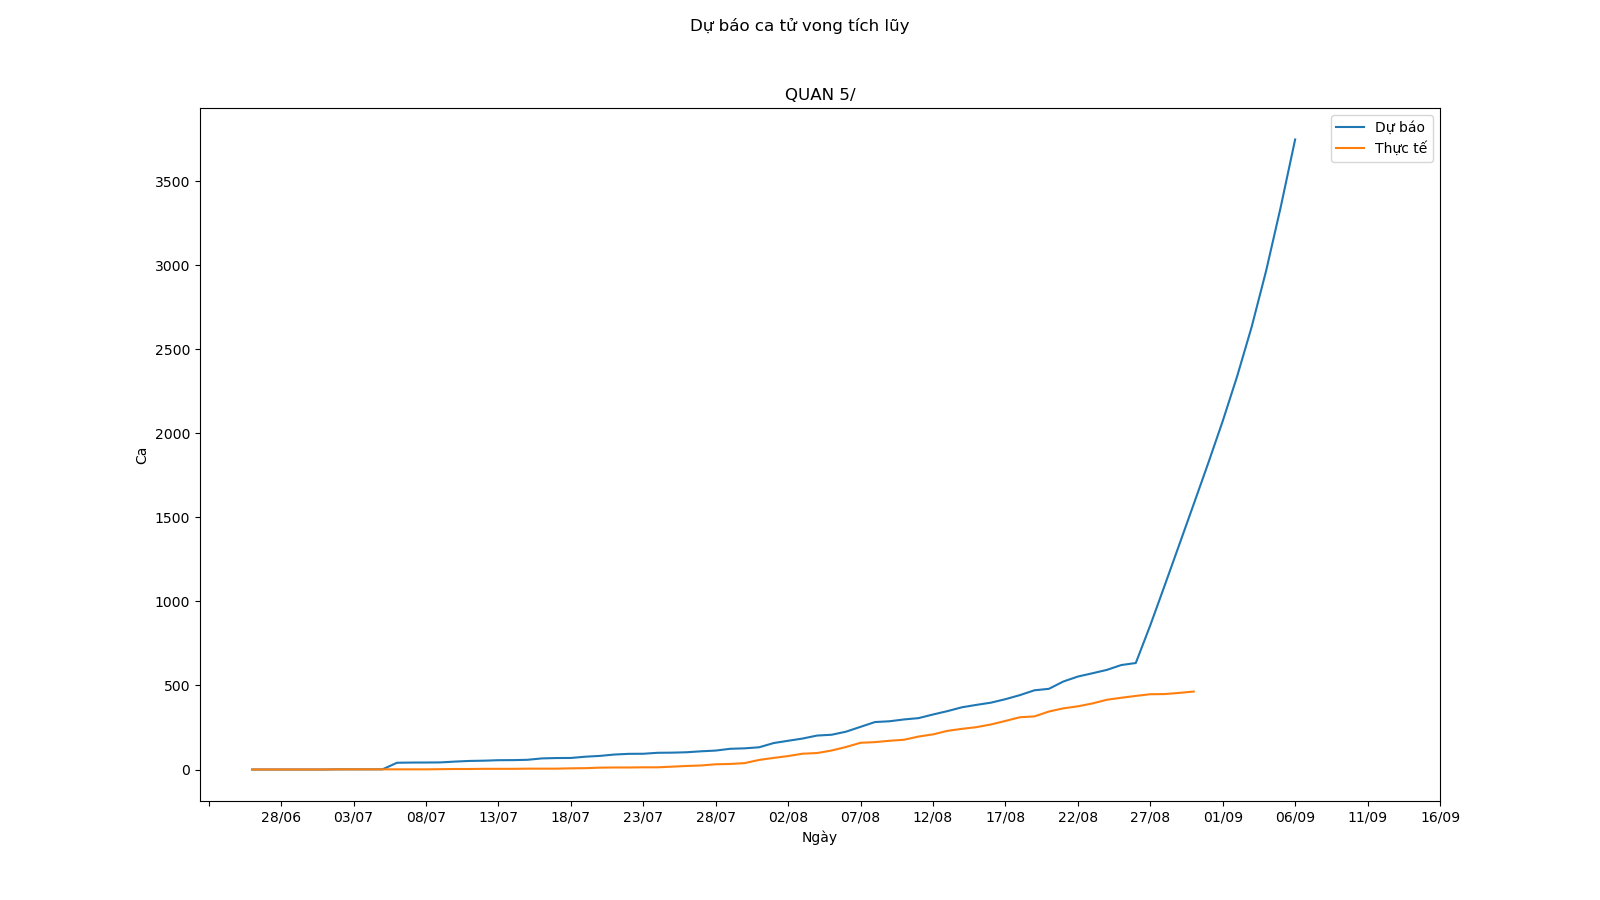 Dự báo ca tử vong tích lũy
QUAN 5/
Dự báo
Thực tế
3500
3000
2500
2000
1500
1000
500
0
Ca
28/06 03/07 08/07 13/07 18/07 23/07 28/07 02/08 07/08 12/08 17/08 22/08 27/08 01/09 06/09 11/09 16/09
Ngày